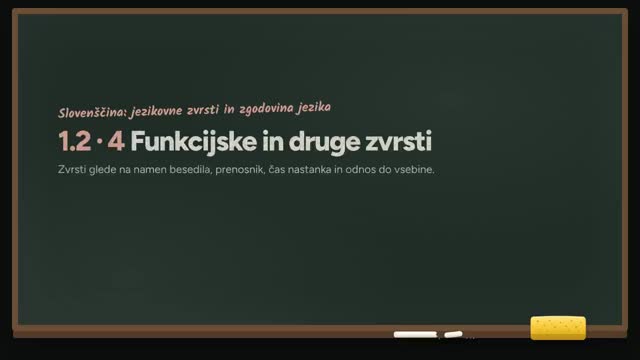 Slovenščina: jezikovne zvrsti in zgodovina jezika
1.2 · 4 Funkcijske in druge zvrsti
Zvrsti glede na namen besedila, prenosnik, čas nastanka in odnos do vsebine.